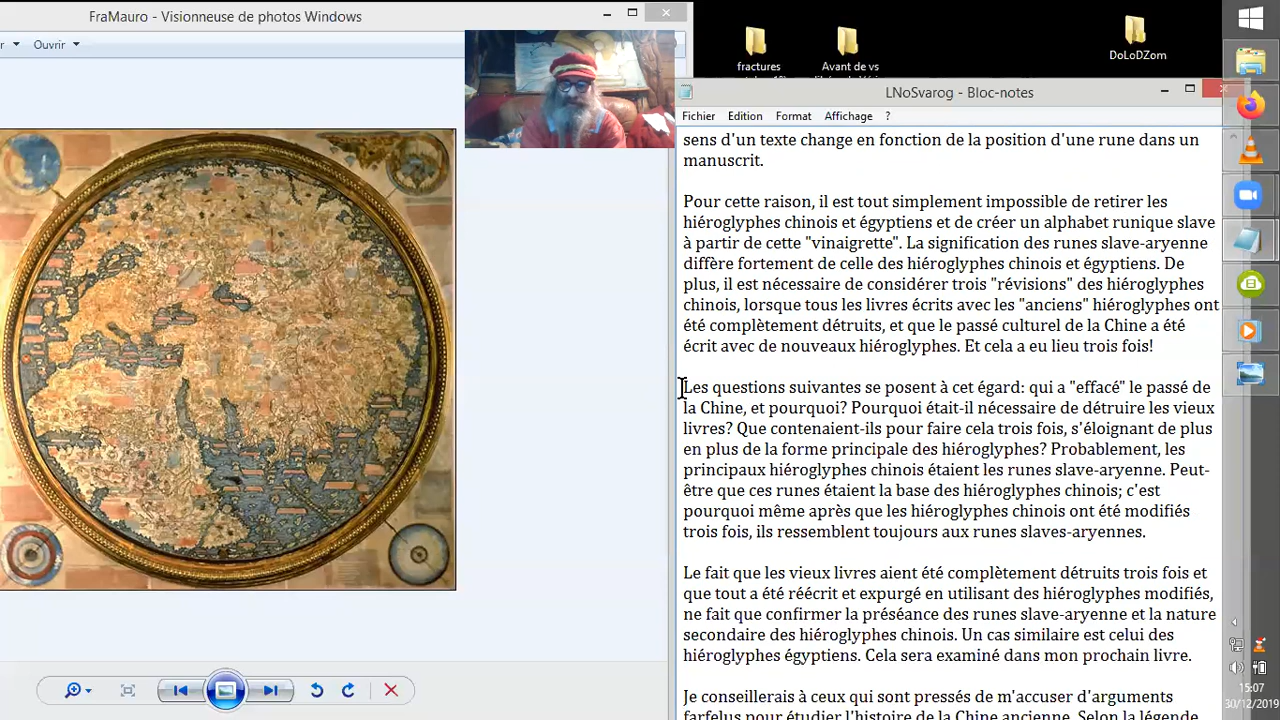 FraMauro - Visionneuse de photos Windows
Ouvrir
fractures
Avant de vs
DoLoDZom
LNoSvarog - Bloc-notes
Fichier Edition Format Affichage ?
sens d'un texte change en fonction de la position d'une rune dans un
manuscrit.
Pour cette raison, il est tout simplement impossible de retirer les
hiéroglyphes chinois et égyptiens et de créer un alphabet runique slave
à partir de cette "vinaigrette". La signification des runes slave-aryenne
diffère fortement de celle des hiéroglyphes chinois et égyptiens. De
plus, il est nécessaire de considérer trois "révisions" des hiéroglyphes
chinois, lorsque tous les livres écrits avec les "anciens" hiéroglyphes ont
été complètement détruits, et que le passé culturel de la Chine a été
écrit avec de nouveaux hiéroglyphes. Et cela a eu lieu trois fois!
Les questions suivantes se posent à cet égard: qui a "effacé" le passé de
la Chine, et pourquoi? Pourquoi était-il nécessaire de détruire les vieux
livres? Que contenaient-ils pour faire cela trois fois, s'éloignant de plus
en plus de la forme principale des hiéroglyphes? Probablement, les
principaux hiéroglyphes chinois étaient les runes slave-aryenne. Peut-
être que ces runes étaient la base des hiéroglyphes chinois; c'est
pourquoi même après que les hiéroglyphes chinois ont été modifiés
trois fois, ils ressemblent toujours aux runes slaves-aryennes.
Le fait que les vieux livres aient été complètement détruits trois fois et
que tout a été réécrit et expurgé en utilisant des hiéroglyphes modifiés,
ne fait que confirmer la préséance des runes slave-aryenne et la nature
secondaire des hiéroglyphes chinois. Un cas similaire est celui des
hiéroglyphes égyptiens. Cela sera examiné dans mon prochain livre.
Je conseillerais à ceux qui sont pressés de m'accuser d'arguments
farfelus pour étudier l'histoire de la Chine ancienne. Selon la légende
15:07
30/12/2019